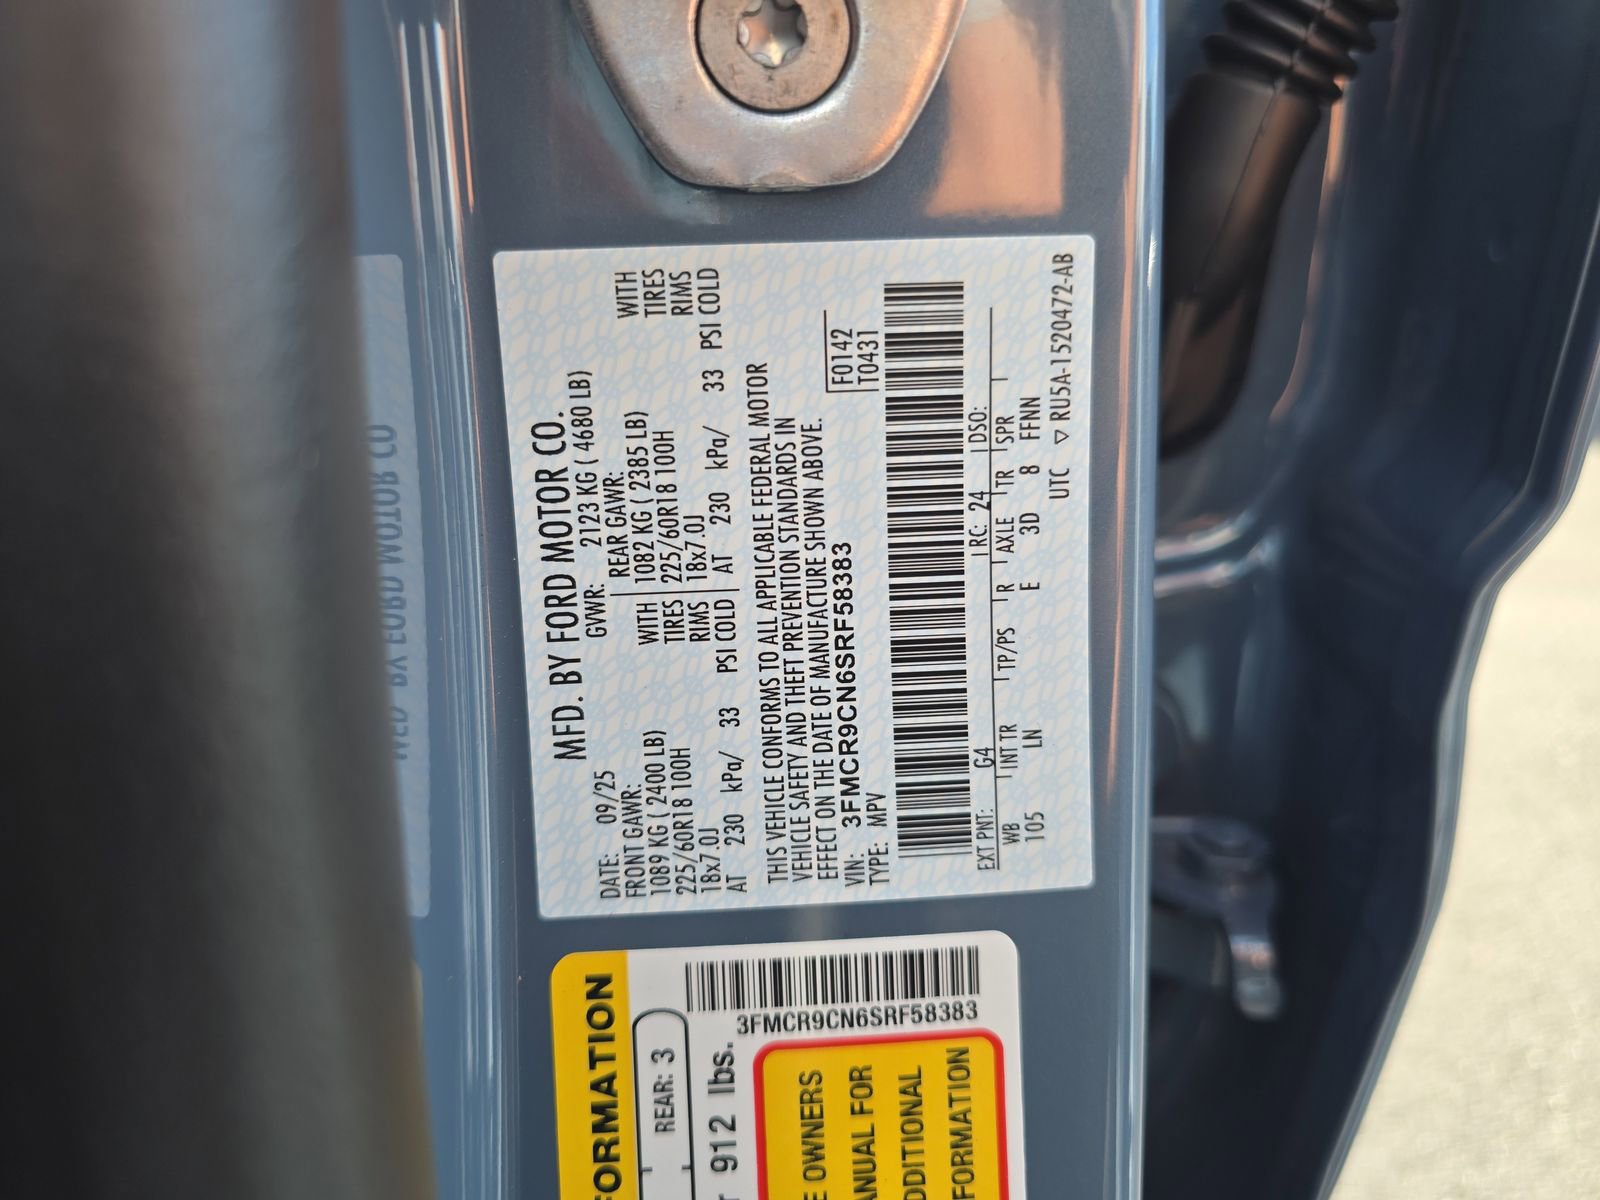 MFD. BY FORD MOTOR CO.
DATE: 09/25 GVWR: 2123 KG ( 4680 LB)
FRONT GAWR: REAR GAWR: WITH
1089 KG ( 2400 LB) WITH 1082 KG ( 2385 LB) TIRES
225/60R18 100H TIRES 225/60R18 100H RIMS
18x7.0J RIMS 18x7.0J
AT 230 kPa/ 33 PSI COLD AT 230 kPa/ 33 PSI COLD
THIS VEHICLE CONFORMS TO ALL APPLICABLE FEDERAL MOTOR
VEHICLE SAFETY AND THEFT PREVENTION STANDARDS IN
EFFECT ON THE DATE OF MANUFACTURE SHOWN ABOVE.
VIN: 3FMCR9CN6SRF58383 F0142
TYPE: MPV T0431
EXT PNT: G4 RC: 24 DSO:
WB INT TR TP/PS R AXLE TR SPR
105 LN E 3D 8 FFNN
UTC ▽ RU5A-1520472-AB
FORMATION
REAR: 3
912 lbs.
3FMCR9CN6SRF58383
OWNERS
ANUAL FOR
DDITIONAL
FORMATION
MFD. BY FORD MOTOR CO